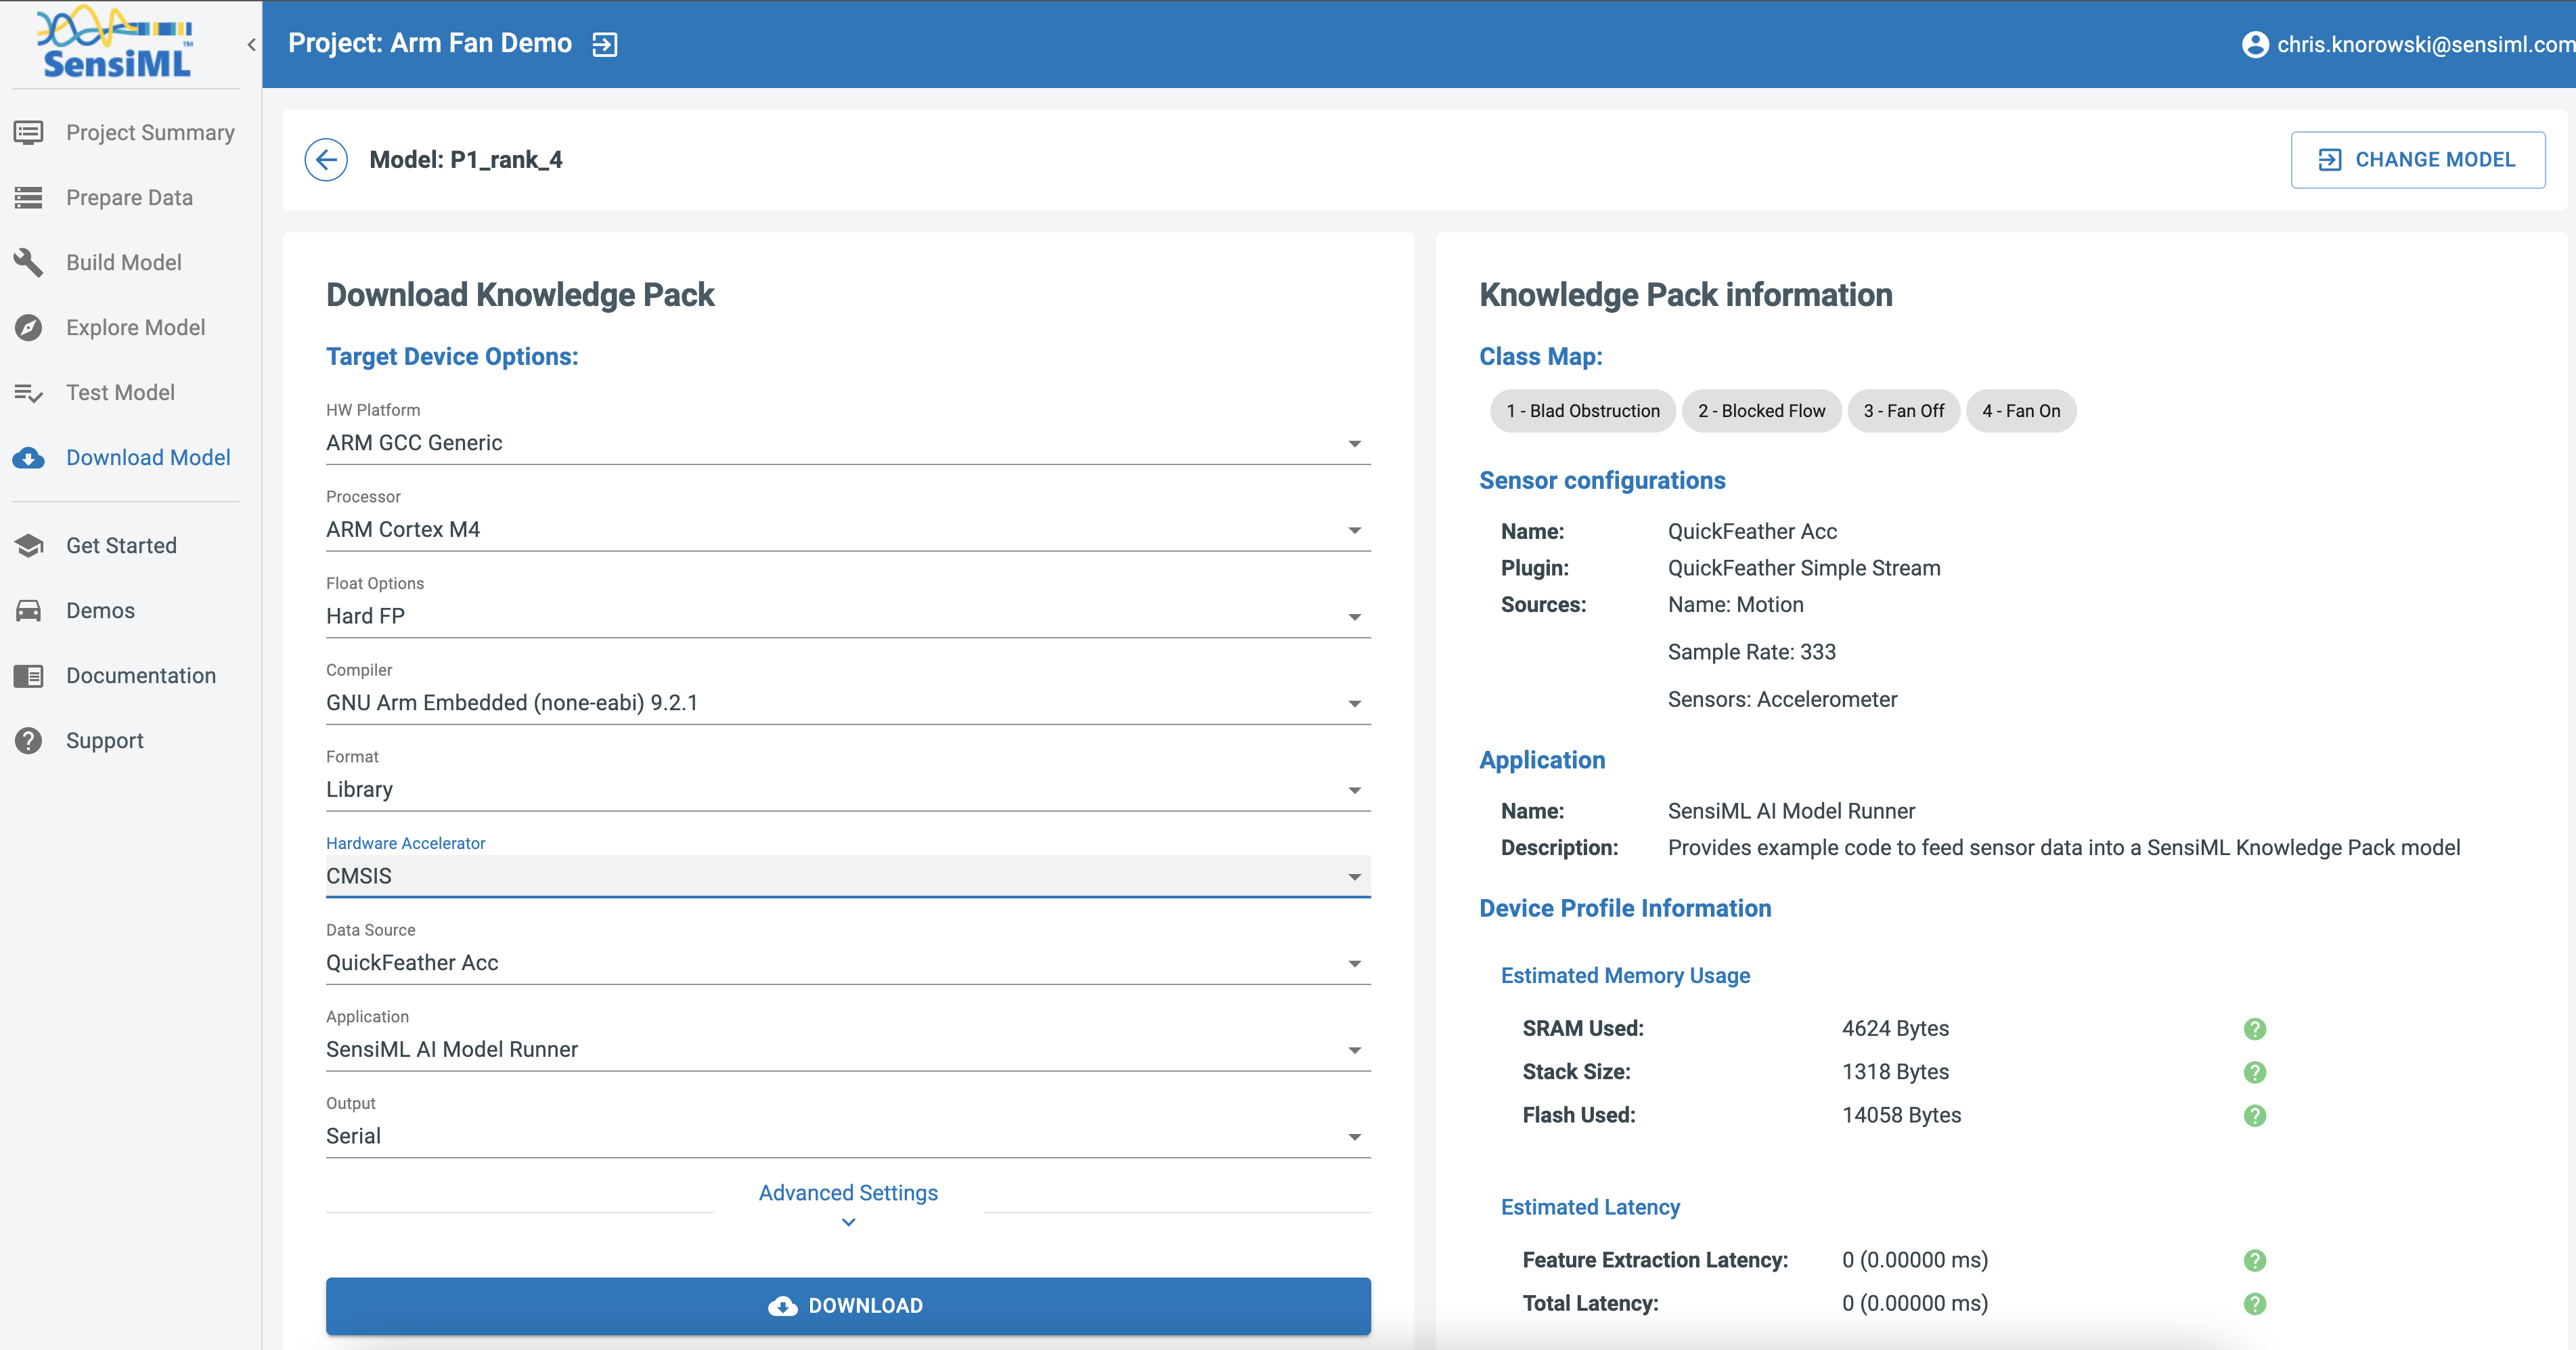 SensiML™
Project: Arm Fan Demo
chris.knorowski@sensiml.com
Project Summary
Prepare Data
Build Model
Explore Model
Test Model
Download Model
Get Started
Demos
Documentation
Support
Model: P1_rank_4
CHANGE MODEL
Download Knowledge Pack
Target Device Options:
HW Platform
ARM GCC Generic
Processor
ARM Cortex M4
Float Options
Hard FP
Compiler
GNU Arm Embedded (none-eabi) 9.2.1
Format
Library
Hardware Accelerator
CMSIS
Data Source
QuickFeather Acc
Application
SensiML AI Model Runner
Output
Serial
Advanced Settings
DOWNLOAD
Knowledge Pack information
Class Map:
1 - Blad Obstruction 2 - Blocked Flow 3 - Fan Off 4 - Fan On
Sensor configurations
Name: QuickFeather Acc
Plugin: QuickFeather Simple Stream
Sources: Name: Motion
Sample Rate: 333
Sensors: Accelerometer
Application
Name: SensiML AI Model Runner
Description: Provides example code to feed sensor data into a SensiML Knowledge Pack model
Device Profile Information
Estimated Memory Usage
SRAM Used: 4624 Bytes ?
Stack Size: 1318 Bytes ?
Flash Used: 14058 Bytes ?
Estimated Latency
Feature Extraction Latency: 0 (0.00000 ms) ?
Total Latency: 0 (0.00000 ms) ?